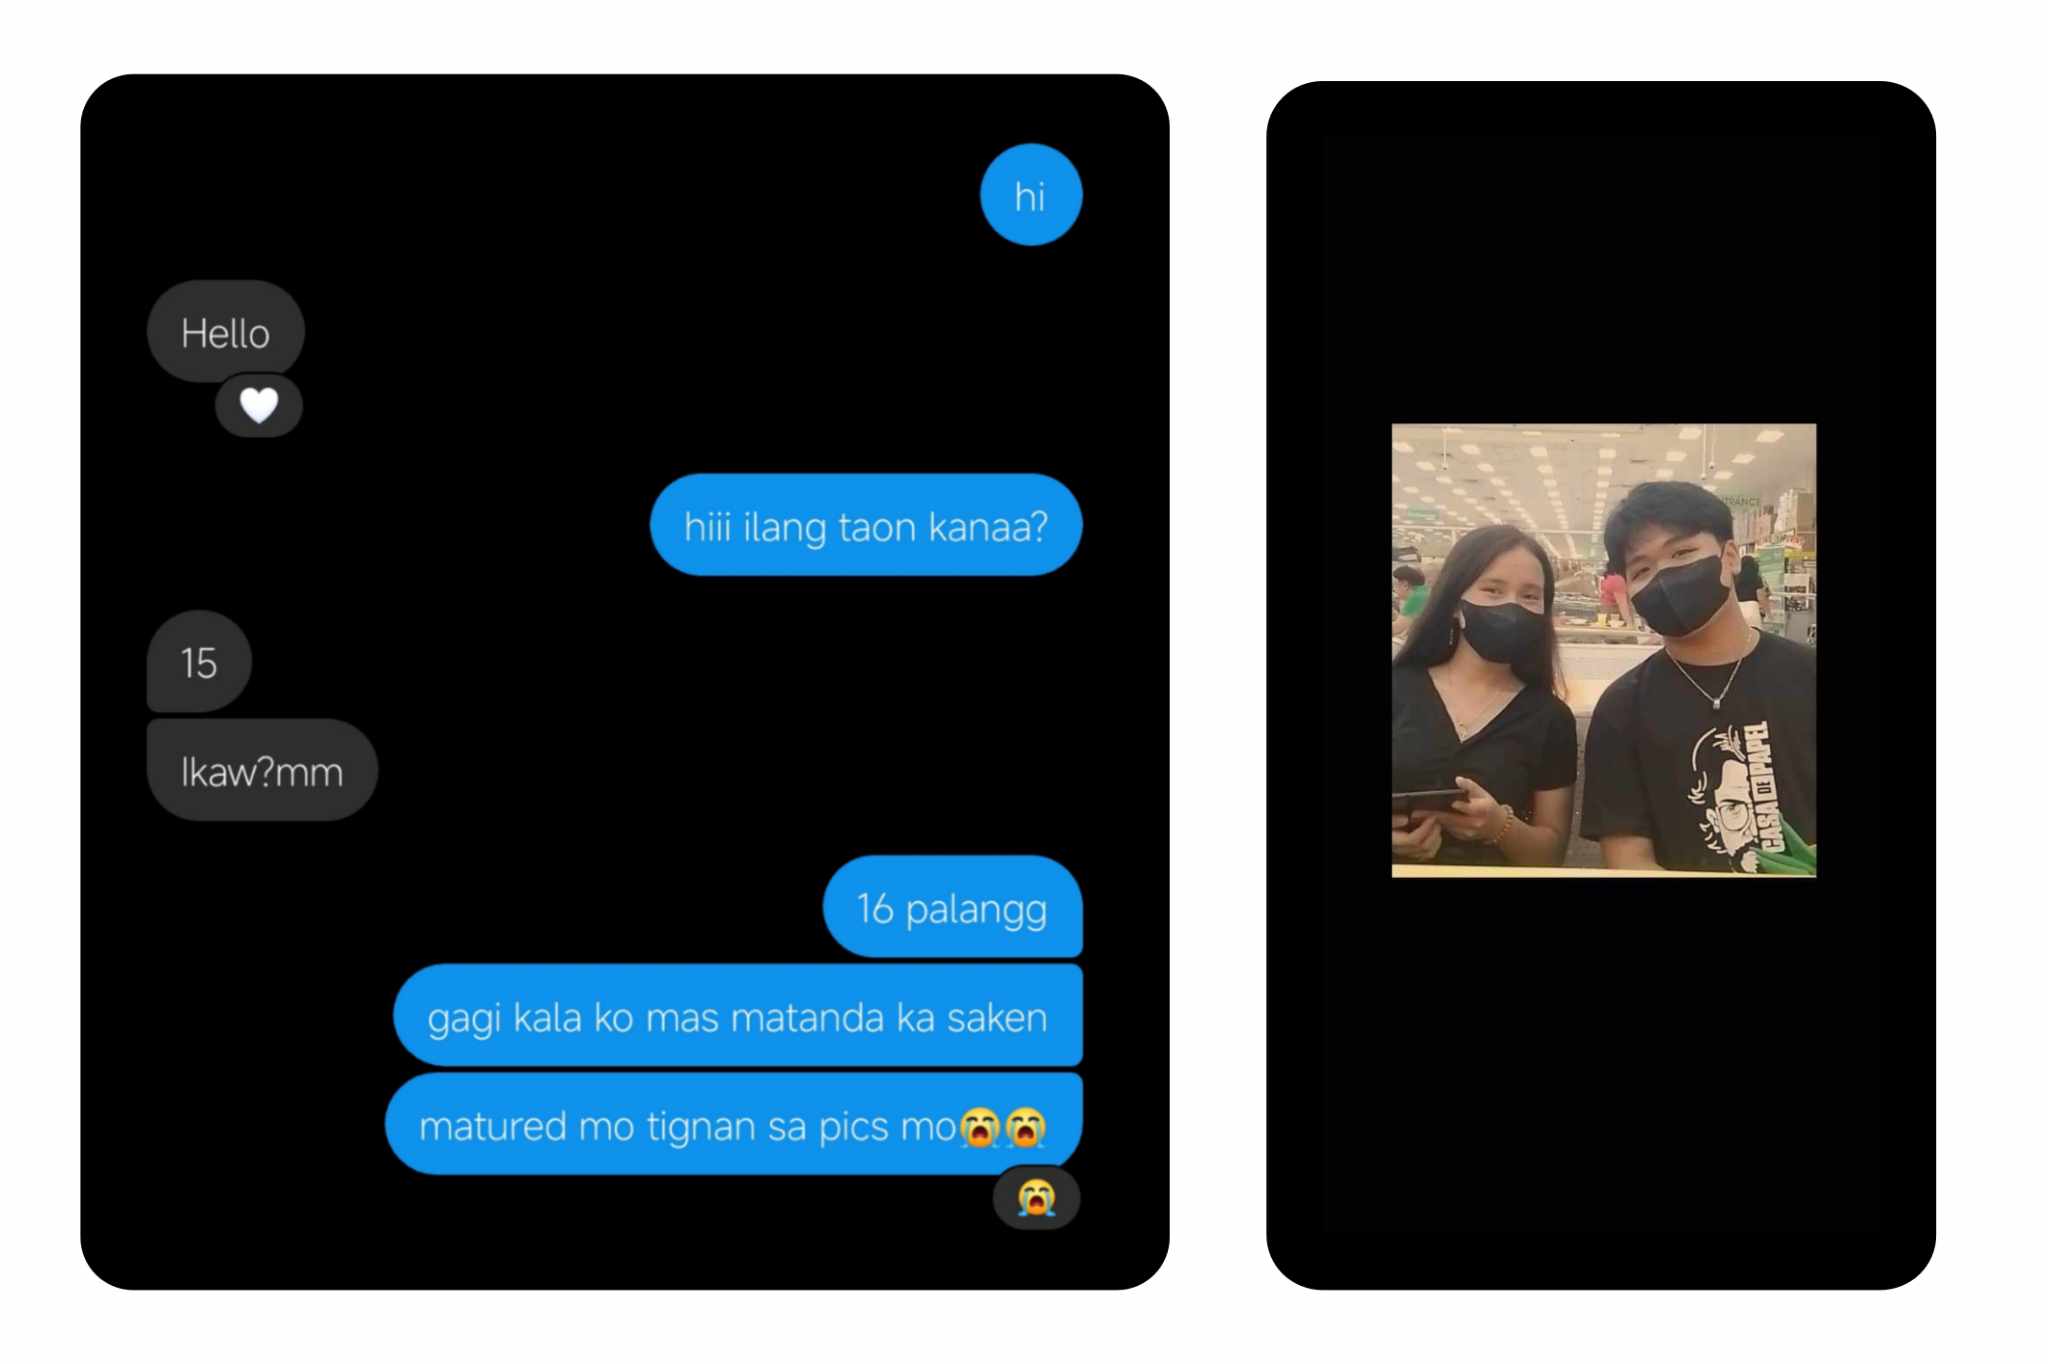 hi
Hello
🤍
hiii ilang taon kanaa?
15
Ikaw?mm
16 palangg
gagi kala ko mas matanda ka saken
matured mo tignan sa pics mo😭😭
😭
ENTRANCE
CASA DE PAPEL